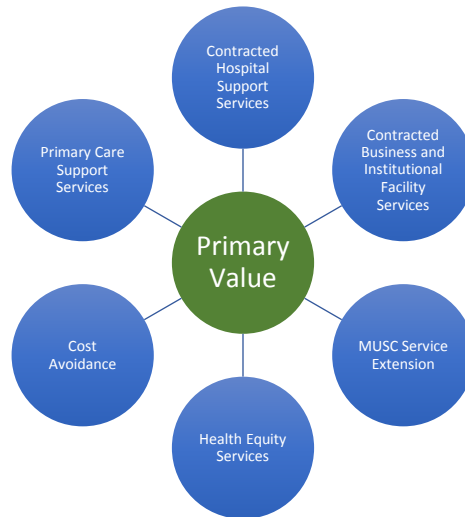 Contracted
Hospital
Support
Services
Contracted
Business and
Institutional
Facility
Services
Primary Care
Support
Services
Primary
Value
Cost
Avoidance
MUSC Service
Extension
Health Equity
Services